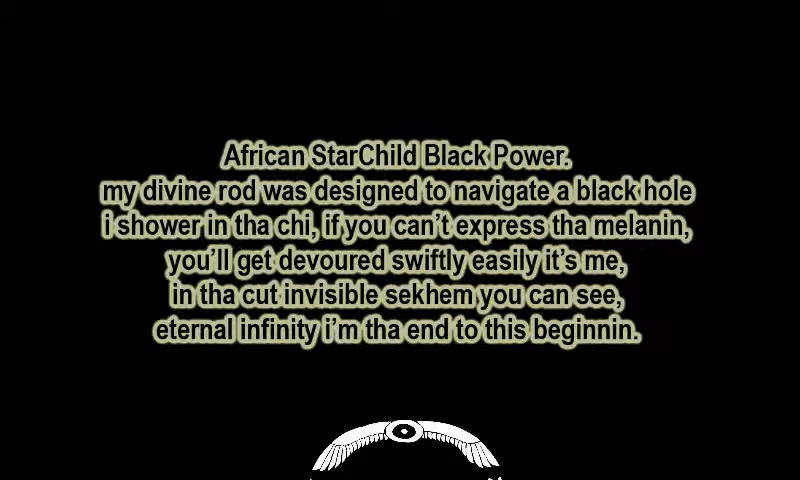 African StarChild Black Power.
my divine rod was designed to navigate a black hole
i shower in tha chi, if you can't express tha melanin,
you'll get devoured swiftly easily it's me,
in tha cut invisible sekhem you can see,
eternal infinity i'm tha end to this beginnin.